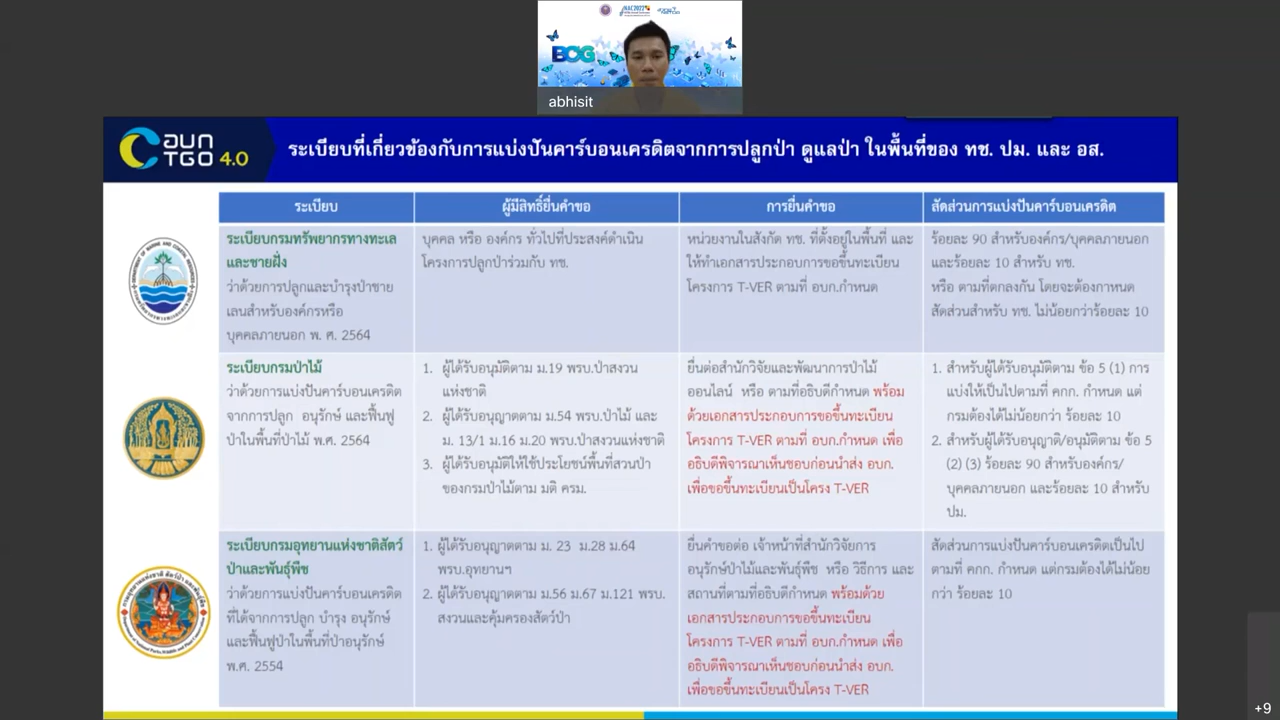 NAC2022
สวทช
BCG
abhisit
อบก
TGO 4.0
ระเบียบที่เกี่ยวข้องกับการแบ่งปันคาร์บอนเครดิตจากการปลูกป่า ดูแลป่า ในพื้นที่ของ ทช. ปม. และ อส.
ระเบียบ
ผู้มีสิทธิ์ยื่นคำขอ
การยื่นคำขอ
สัดส่วนการแบ่งปันคาร์บอนเครดิต
ระเบียบกรมทรัพยากรทางทะเล
และชายฝั่ง
ว่าด้วยการปลูกและบำรุงป่าชาย
เลนสำหรับองค์กรหรือ
บุคคลภายนอก พ. ศ. 2564
บุคคล หรือ องค์กร ทั่วไปที่ประสงค์ดำเนิน
โครงการปลูกป่าร่วมกับ ทช.
หน่วยงานในสังกัด ทช. ที่ตั้งอยู่ในพื้นที่ และ
ให้ทำเอกสารประกอบการขอขึ้นทะเบียน
โครงการ T-VER ตามที่ อบก.กำหนด
ร้อยละ 90 สำหรับองค์กร/บุคคลภายนอก
และร้อยละ 10 สำหรับ ทช.
หรือ ตามที่ตกลงกัน โดยจะต้องกาหนด
สัดส่วนสำหรับ ทช. ไม่น้อยกว่าร้อยละ 10
ระเบียบกรมป่าไม้
ว่าด้วยการแบ่งปันคาร์บอนเครดิต
จากการปลูก อนุรักษ์ และฟื้นฟู
ป่าในพื้นที่ป่าไม้ พ.ศ. 2564
1. ผู้ได้รับอนุมัติตาม ม.19 พรบ.ป่าสงวน
แห่งชาติ
2. ผู้ได้รับอนุญาตตาม ม.54 พรบ.ป่าไม้ และ
ม. 13/1 ม.16 ม.20 พรบ.ป่าสงวนแห่งชาติ
3. ผู้ได้รับอนุมัติให้ใช้ประโยชน์พื้นที่สวนป่า
ของกรมป่าไม้ตาม มติ ครม.
ยื่นต่อสำนักวิจัยและพัฒนาการป่าไม้
ออนไลน์ หรือ ตามที่อธิบดีกำหนด พร้อม
ด้วยเอกสารประกอบการขอขึ้นทะเบียน
โครงการ T-VER ตามที่ อบก.กำหนด เพื่อ
อธิบดีพิจารณาเห็นชอบก่อนนำส่ง อบก.
เพื่อขอขึ้นทะเบียนเป็นโครง T-VER
1. สำหรับผู้ได้รับอนุมัติตาม ข้อ 5 (1) การ
แบ่งให้เป็นไปตามที่ คกก. กำหนด แต่
กรมต้องได้ไม่น้อยกว่า ร้อยละ 10
2. สำหรับผู้ได้รับอนุญาติ/อนุมัติตาม ข้อ 5
(2) (3) ร้อยละ 90 สำหรับองค์กร/
บุคคลภายนอก และร้อยละ 10 สำหรับ
ปม.
ระเบียบกรมอุทยานแห่งชาติสัตว์
ป่าและพันธุ์พืช
ว่าด้วยการแบ่งปันคาร์บอนเครดิต
ที่ได้จากการปลูก บำรุง อนุรักษ์
และฟื้นฟูป่าในพื้นที่ป่าอนุรักษ์
พ.ศ. 2554
1. ผู้ได้รับอนุญาตตาม ม. 23 ม.28 ม.64
พรบ.อุทยานฯ
2. ผู้ได้รับอนุญาตตาม ม.56 ม.67 ม.121 พรบ.
สงวนและคุ้มครองสัตว์ป่า
ยื่นคำขอต่อ เจ้าหน้าที่สำนักวิจัยการ
อนุรักษ์ป่าไม้และพันธุ์พืช หรือ วิธีการ และ
สถานที่ตามที่อธิบดีกำหนด พร้อมด้วย
เอกสารประกอบการขอขึ้นทะเบียน
โครงการ T-VER ตามที่ อบก.กำหนด เพื่อ
อธิบดีพิจารณาเห็นชอบก่อนนำส่ง อบก.
เพื่อขอขึ้นทะเบียนเป็นโครง T-VER
สัดส่วนการแบ่งปันคาร์บอนเครดิตเป็นไป
ตามที่ คกก. กำหนด แต่กรมต้องได้ไม่น้อย
กว่า ร้อยละ 10
+9